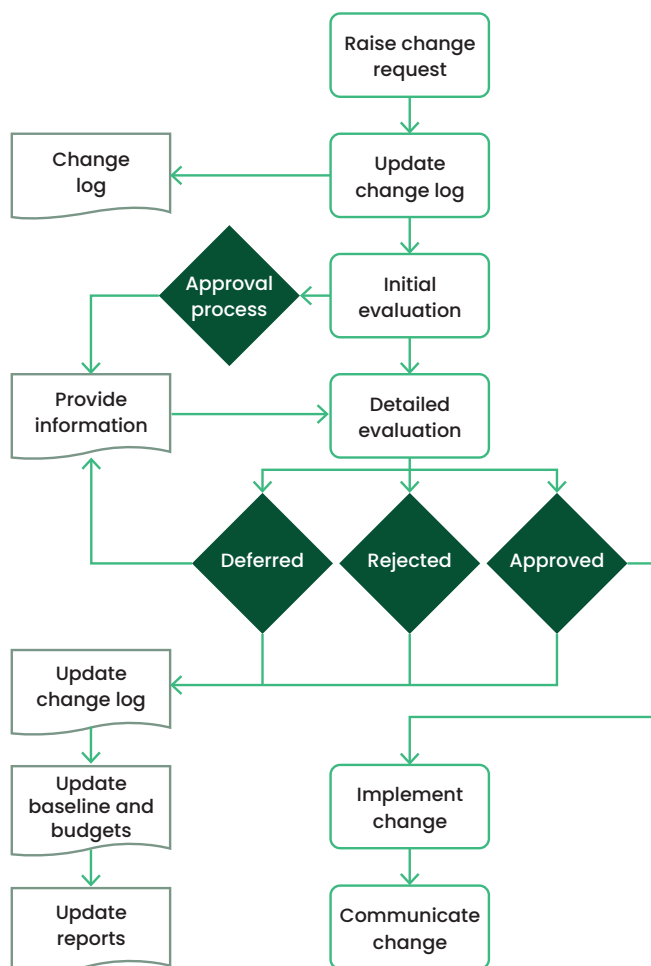 Raise change
request
Change
log
Update
change log
Approval
process
Initial
evaluation
Provide
information
Detailed
evaluation
Deferred
Rejected
Approved
Update
change log
Update
baseline and
budgets
Implement
change
Update
reports
Communicate
change